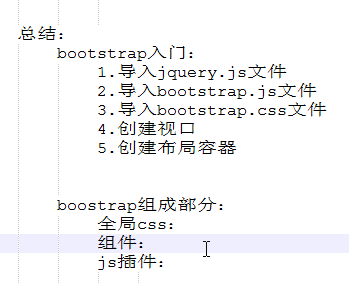 总结:
bootstrap入门:
1.导入jquery.js文件
2.导入bootstrap.js文件
3.导入bootstrap.css文件
4.创建视口
5.创建布局容器
boostrap组成部分:
全局css:
组件:
js插件: